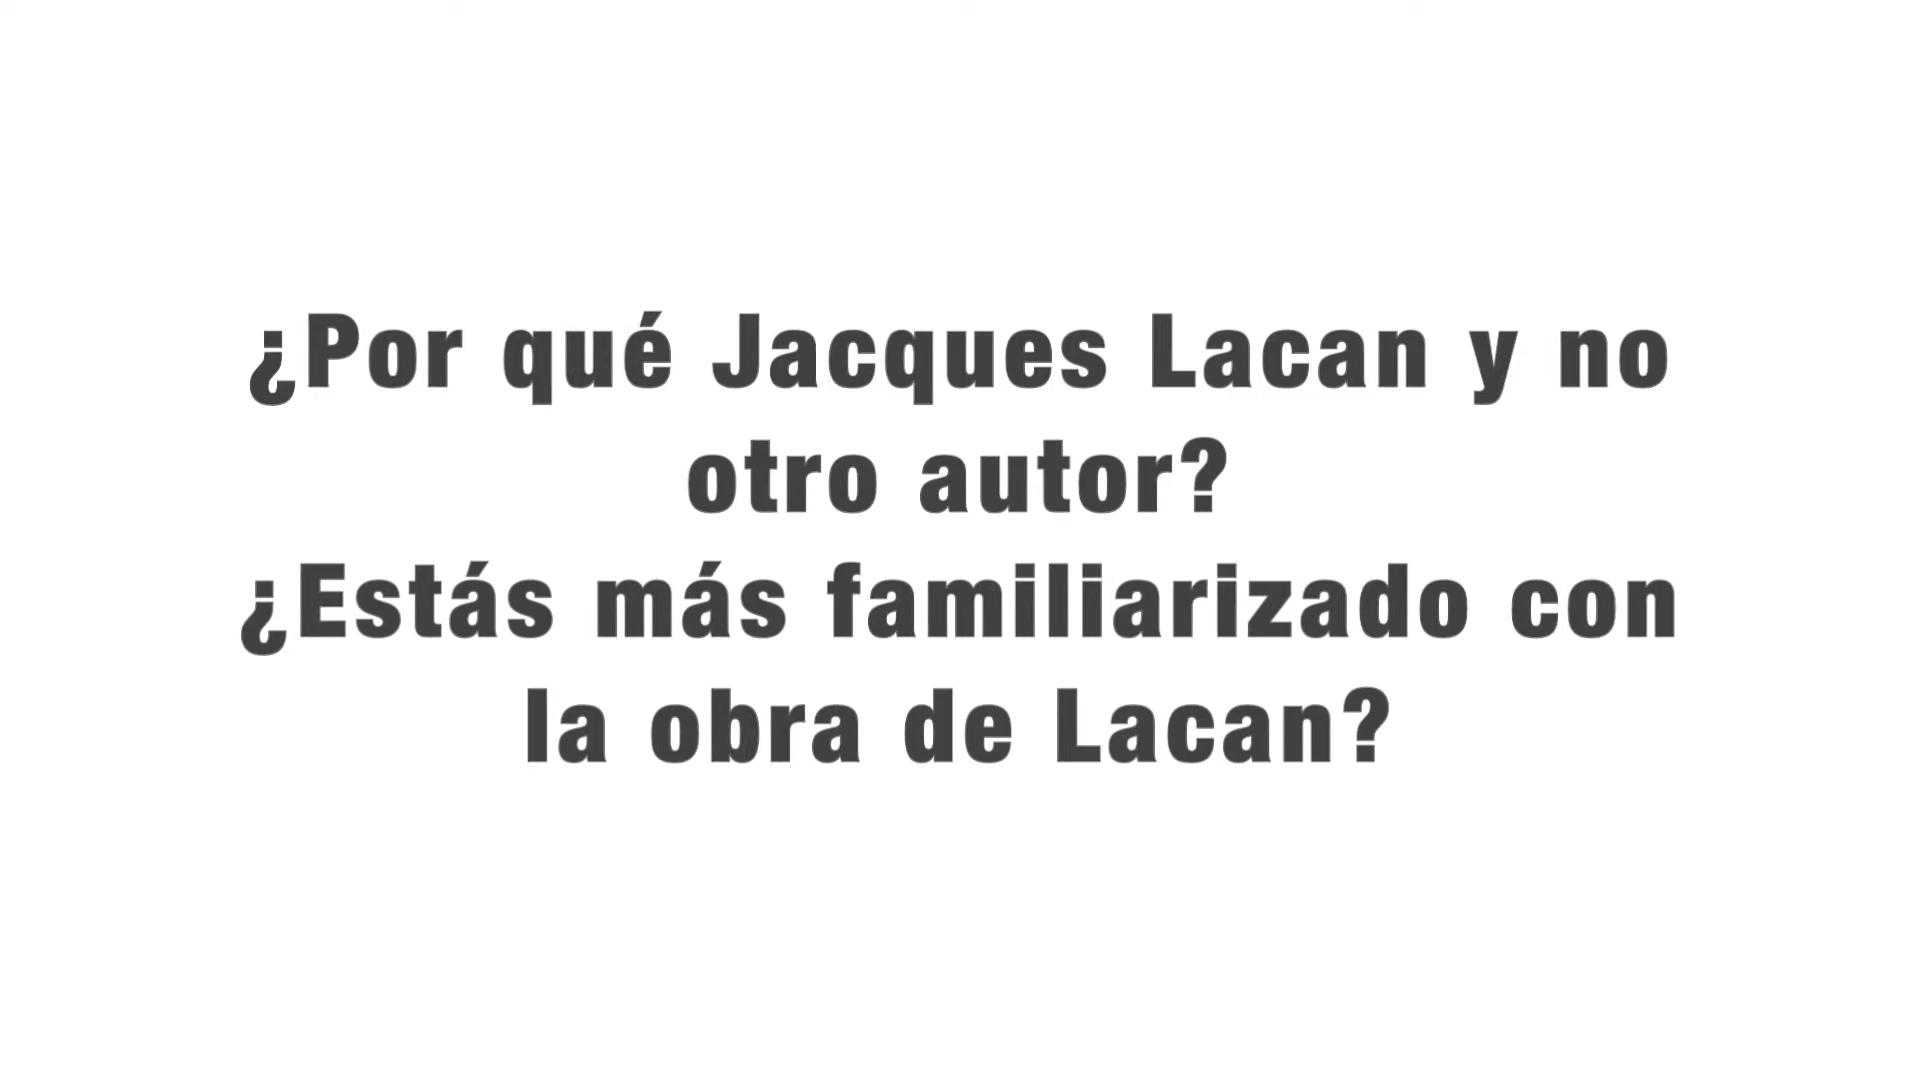 ¿Por qué Jacques Lacan y no
otro autor?
¿Estás más familiarizado con
la obra de Lacan?